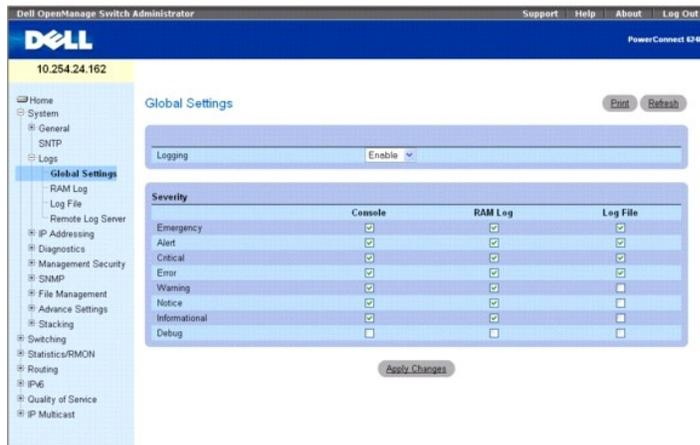 Dell OpenManage Switch Administrator
Support Help About Log Out
DELL
PowerConnect 6248
10.254.24.162
Home
System
General
SNTP
Logs
Global Settings
RAM Log
Log File
Remote Log Server
IP Addressing
Diagnostics
Management Security
SNMP
File Management
Advance Settings
Stacking
Switching
Statistics/RMON
Routing
IPv6
Quality of Service
IP Multicast
Global Settings
Print Refresh
Logging Enable
Severity
Console RAM Log Log File
Emergency
Alert
Critical
Error
Warning
Notice
Informational
Debug
Apply Changes